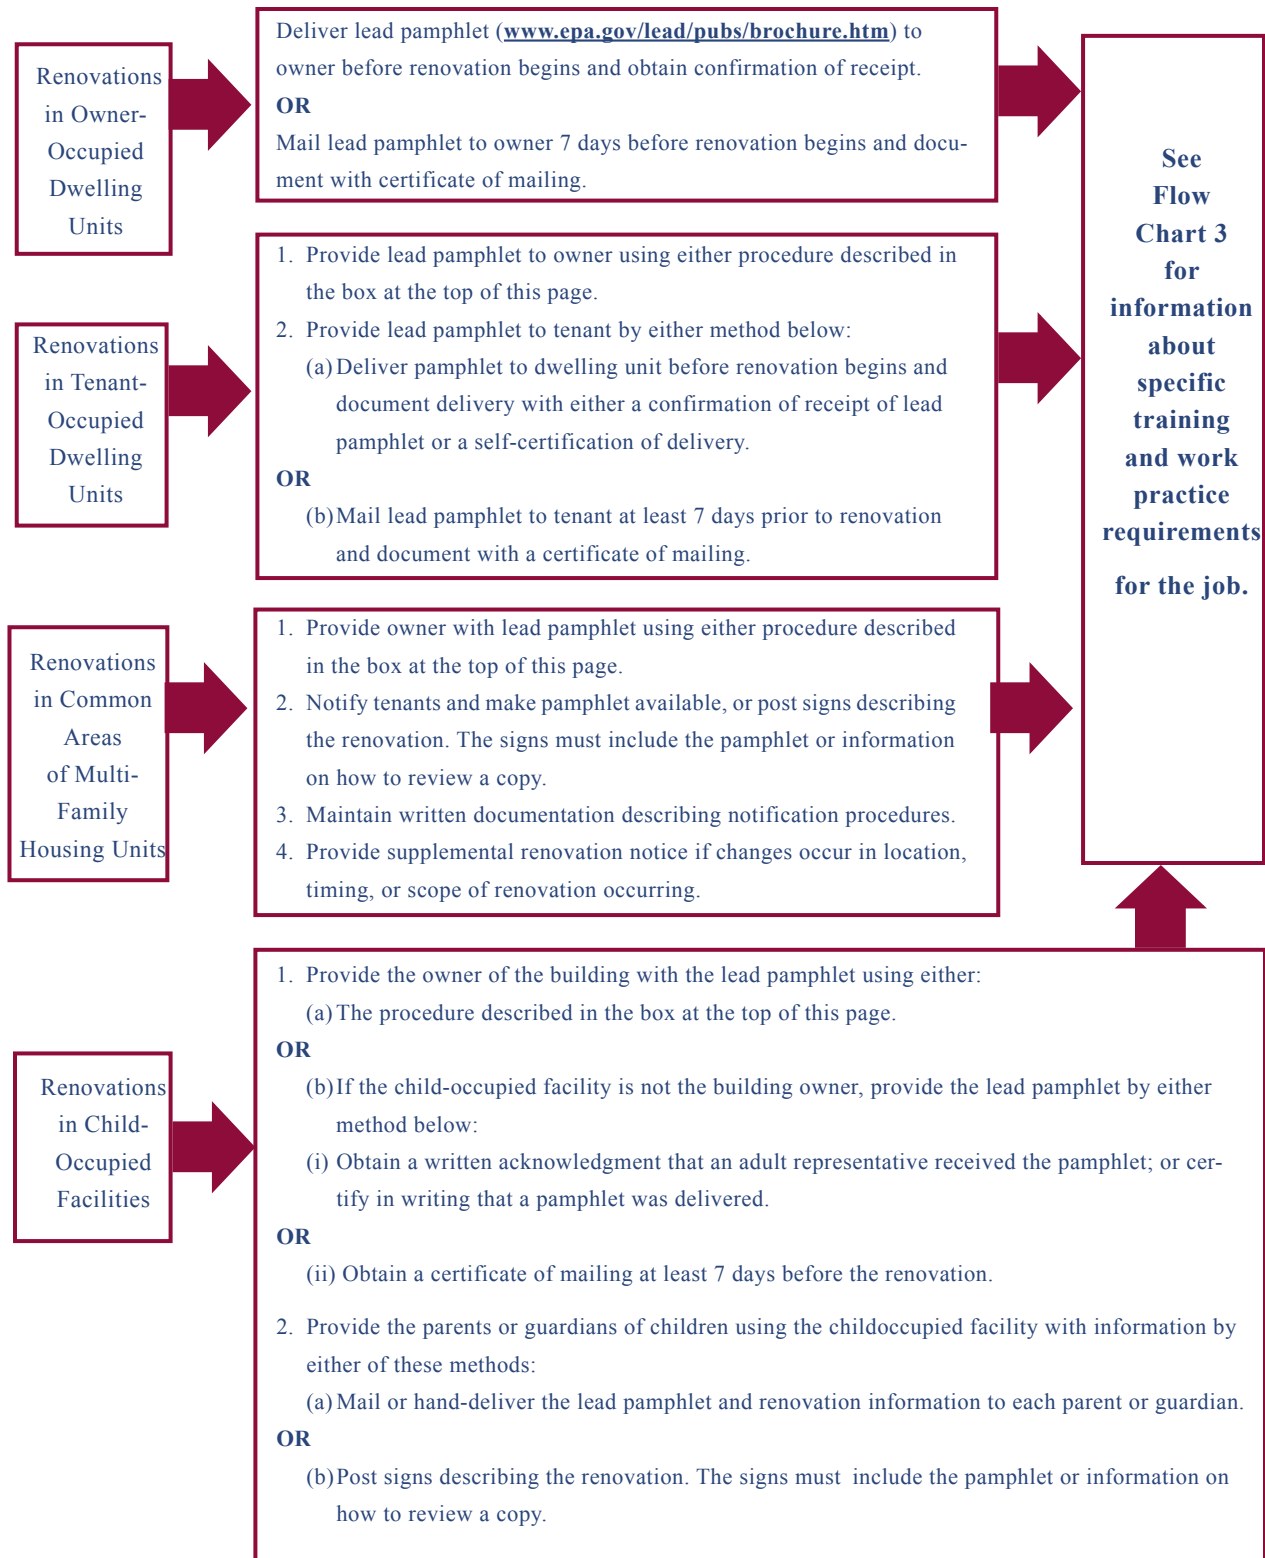 Renovations
in Owner-
Occupied
Dwelling
Units
Deliver lead pamphlet (www.epa.gov/lead/pubs/brochure.htm) to
owner before renovation begins and obtain confirmation of receipt.
OR
Mail lead pamphlet to owner 7 days before renovation begins and docu-
ment with certificate of mailing.
Renovations
in Tenant-
Occupied
Dwelling
Units
1. Provide lead pamphlet to owner using either procedure described in
the box at the top of this page.
2. Provide lead pamphlet to tenant by either method below:
(a) Deliver pamphlet to dwelling unit before renovation begins and
document delivery with either a confirmation of receipt of lead
pamphlet or a self-certification of delivery.
OR
(b) Mail lead pamphlet to tenant at least 7 days prior to renovation
and document with a certificate of mailing.
Renovations
in Common
Areas
of Multi-
Family
Housing Units
1. Provide owner with lead pamphlet using either procedure described
in the box at the top of this page.
2. Notify tenants and make pamphlet available, or post signs describing
the renovation. The signs must include the pamphlet or information
on how to review a copy.
3. Maintain written documentation describing notification procedures.
4. Provide supplemental renovation notice if changes occur in location,
timing, or scope of renovation occurring.
See
Flow
Chart 3
for
information
about
specific
training
and work
practice
requirements
for the job.
Renovations
in Child-
Occupied
Facilities
1. Provide the owner of the building with the lead pamphlet using either:
(a) The procedure described in the box at the top of this page.
OR
(b) If the child-occupied facility is not the building owner, provide the lead pamphlet by either
method below:
(i) Obtain a written acknowledgment that an adult representative received the pamphlet; or cer-
tify in writing that a pamphlet was delivered.
OR
(ii) Obtain a certificate of mailing at least 7 days before the renovation.
2. Provide the parents or guardians of children using the childoccupied facility with information by
either of these methods:
(a) Mail or hand-deliver the lead pamphlet and renovation information to each parent or guardian.
OR
(b) Post signs describing the renovation. The signs must include the pamphlet or information on
how to review a copy.